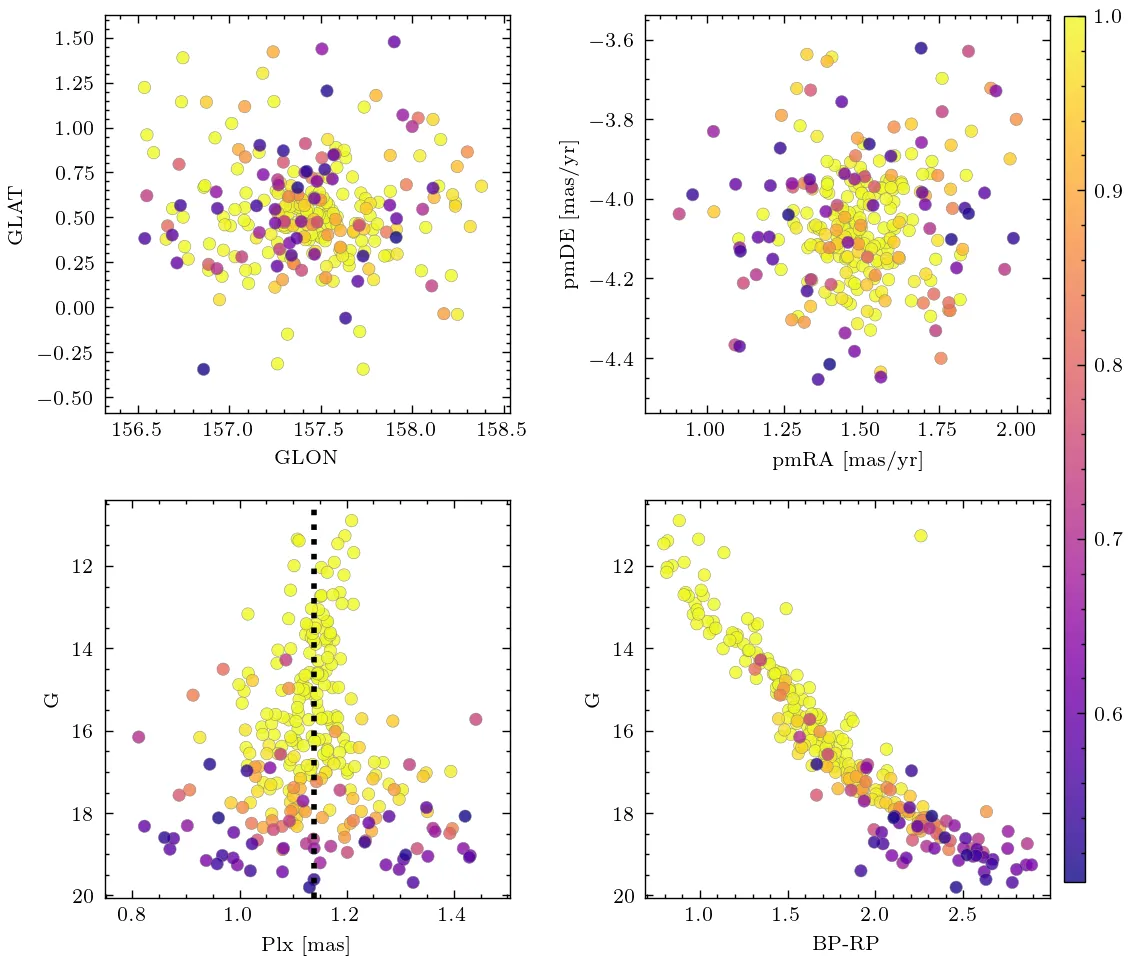 1.50
1.25
1.00
0.75
0.50
0.25
0.00
−0.25
−0.50
GLAT
156.5 157.0 157.5 158.0 158.5
GLON
−3.6
−3.8
−4.0
−4.2
−4.4
pmDE [mas/yr]
1.00 1.25 1.50 1.75 2.00
pmRA [mas/yr]
12
14
16
18
20
G
0.8 1.0 1.2 1.4
Plx [mas]
12
14
16
18
20
G
1.0 1.5 2.0 2.5
BP-RP
1.0
0.9
0.8
0.7
0.6